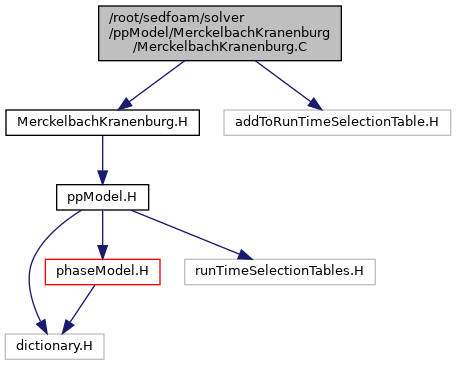 /root/sedfoam/solver
/ppModel/MerckelbachKranenburg
/MerckelbachKranenburg.C
MerckelbachKranenburg.H
addToRunTimeSelectionTable.H
ppModel.H
phaseModel.H
runTimeSelectionTables.H
dictionary.H